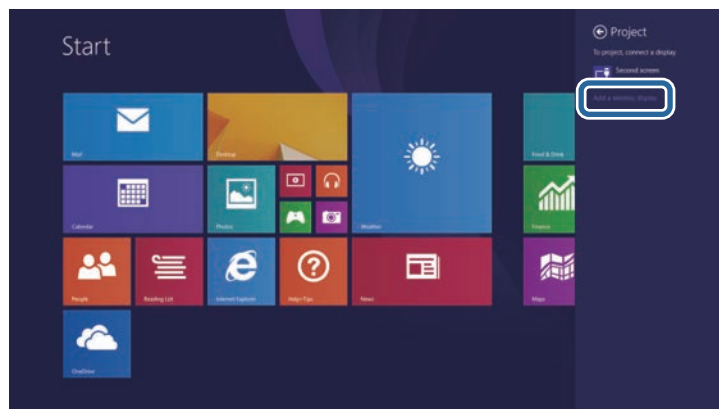 Start
Project
To project, connect a display.
Second screen
Add a wireless display
Mail
Desktop
Weather
Food & Drink
Calendar
Photos
Finance
People
Reading List
Internet Explorer
Help+Tips
News
Maps
OneDrive